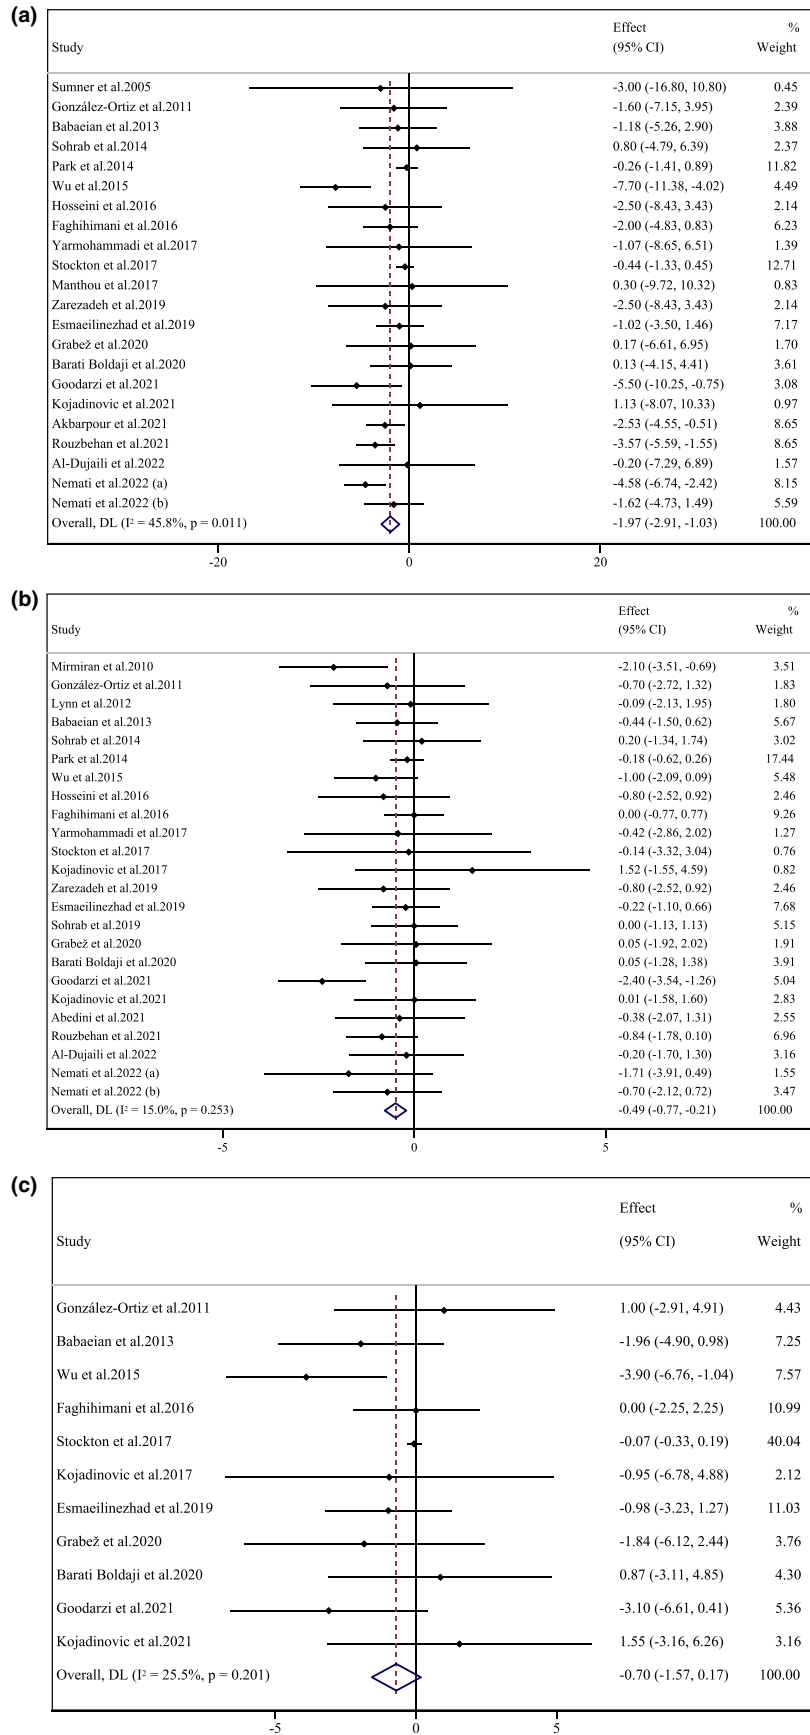 (a)
Effect %
Study (95% CI) Weight
Sumner et al.2005 -3.00 (-16.80, 10.80) 0.45
González-Ortiz et al.2011 -1.60 (-7.15, 3.95) 2.39
Babaeian et al.2013 -1.18 (-5.26, 2.90) 3.88
Sohrab et al.2014 0.80 (-4.79, 6.39) 2.37
Park et al.2014 -0.26 (-1.41, 0.89) 11.82
Wu et al.2015 -7.70 (-11.38, -4.02) 4.49
Hosseini et al.2016 -2.50 (-8.43, 3.43) 2.14
Faghihimani et al.2016 -2.00 (-4.83, 0.83) 6.23
Yarmohammadi et al.2017 -1.07 (-8.65, 6.51) 1.39
Stockton et al.2017 -0.44 (-1.33, 0.45) 12.71
Manthou et al.2017 0.30 (-9.72, 10.32) 0.83
Zarezadeh et al.2019 -2.50 (-8.43, 3.43) 2.14
Esmaeilinezhad et al.2019 -1.02 (-3.50, 1.46) 7.17
Grabež et al.2020 0.17 (-6.61, 6.95) 1.70
Barati Boldaji et al.2020 0.13 (-4.15, 4.41) 3.61
Goodarzi et al.2021 -5.50 (-10.25, -0.75) 3.08
Kojadinovic et al.2021 1.13 (-8.07, 10.33) 0.97
Akbarpour et al.2021 -2.53 (-4.55, -0.51) 8.65
Rouzbehan et al.2021 -3.57 (-5.59, -1.55) 8.65
Al-Dujaili et al.2022 -0.20 (-7.29, 6.89) 1.57
Nemati et al.2022 (a) -4.58 (-6.74, -2.42) 8.15
Nemati et al.2022 (b) -1.62 (-4.73, 1.49) 5.59
Overall, DL (I² = 45.8%, p = 0.011) -1.97 (-2.91, -1.03) 100.00
-20 0 20
(b)
Effect %
Study (95% CI) Weight
Mirmiran et al.2010 -2.10 (-3.51, -0.69) 3.51
González-Ortiz et al.2011 -0.70 (-2.72, 1.32) 1.83
Lynn et al.2012 -0.09 (-2.13, 1.95) 1.80
Babaeian et al.2013 -0.44 (-1.50, 0.62) 5.67
Sohrab et al.2014 0.20 (-1.34, 1.74) 3.02
Park et al.2014 -0.18 (-0.62, 0.26) 17.44
Wu et al.2015 -1.00 (-2.09, 0.09) 5.48
Hosseini et al.2016 -0.80 (-2.52, 0.92) 2.46
Faghihimani et al.2016 0.00 (-0.77, 0.77) 9.26
Yarmohammadi et al.2017 -0.42 (-2.86, 2.02) 1.27
Stockton et al.2017 -0.14 (-3.32, 3.04) 0.76
Kojadinovic et al.2017 1.52 (-1.55, 4.59) 0.82
Zarezadeh et al.2019 -0.80 (-2.52, 0.92) 2.46
Esmaeilinezhad et al.2019 -0.22 (-1.10, 0.66) 7.68
Sohrab et al.2019 0.00 (-1.13, 1.13) 5.15
Grabež et al.2020 0.05 (-1.92, 2.02) 1.91
Barati Boldaji et al.2020 0.05 (-1.28, 1.38) 3.91
Goodarzi et al.2021 -2.40 (-3.54, -1.26) 5.04
Kojadinovic et al.2021 0.01 (-1.58, 1.60) 2.83
Abedini et al.2021 -0.38 (-2.07, 1.31) 2.55
Rouzbehan et al.2021 -0.84 (-1.78, 0.10) 6.96
Al-Dujaili et al.2022 -0.20 (-1.70, 1.30) 3.16
Nemati et al.2022 (a) -1.71 (-3.91, 0.49) 1.55
Nemati et al.2022 (b) -0.70 (-2.12, 0.72) 3.47
Overall, DL (I² = 15.0%, p = 0.253) -0.49 (-0.77, -0.21) 100.00
-5 0 5
(c)
Effect %
Study (95% CI) Weight
González-Ortiz et al.2011 1.00 (-2.91, 4.91) 4.43
Babaeian et al.2013 -1.96 (-4.90, 0.98) 7.25
Wu et al.2015 -3.90 (-6.76, -1.04) 7.57
Faghihimani et al.2016 0.00 (-2.25, 2.25) 10.99
Stockton et al.2017 -0.07 (-0.33, 0.19) 40.04
Kojadinovic et al.2017 -0.95 (-6.78, 4.88) 2.12
Esmaeilinezhad et al.2019 -0.98 (-3.23, 1.27) 11.03
Grabež et al.2020 -1.84 (-6.12, 2.44) 3.76
Barati Boldaji et al.2020 0.87 (-3.11, 4.85) 4.30
Goodarzi et al.2021 -3.10 (-6.61, 0.41) 5.36
Kojadinovic et al.2021 1.55 (-3.16, 6.26) 3.16
Overall, DL (I² = 25.5%, p = 0.201) -0.70 (-1.57, 0.17) 100.00
-5 0 5